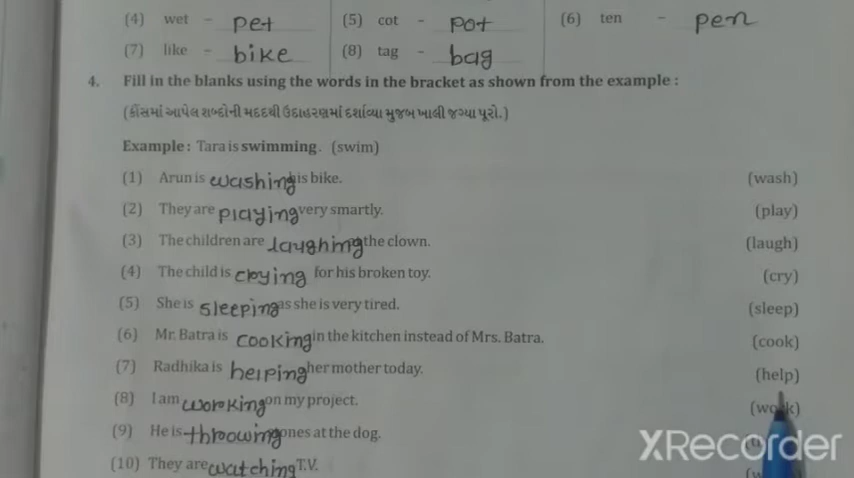 (4) wet - pet (5) cot - pot (6) ten - pen
(7) like - bike (8) tag - bag
4. Fill in the blanks using the words in the bracket as shown from the example :
(કૌંસમાં આપેલ શબ્દોની મદદથી ઉદાહરણમાં દર્શાવ્યા મુજબ ખાલી જગ્યા પૂરો.)
Example : Tara is swimming. (swim)
(1) Arun is washing his bike. (wash)
(2) They are playing very smartly. (play)
(3) The children are laughing the clown. (laugh)
(4) The child is crying for his broken toy. (cry)
(5) She is sleeping as she is very tired. (sleep)
(6) Mr. Batra is cooking in the kitchen instead of Mrs. Batra. (cook)
(7) Radhika is helping her mother today. (help)
(8) I am working on my project. (work)
(9) He is throwing ones at the dog.
(10) They are watching T.V.
XRecorder